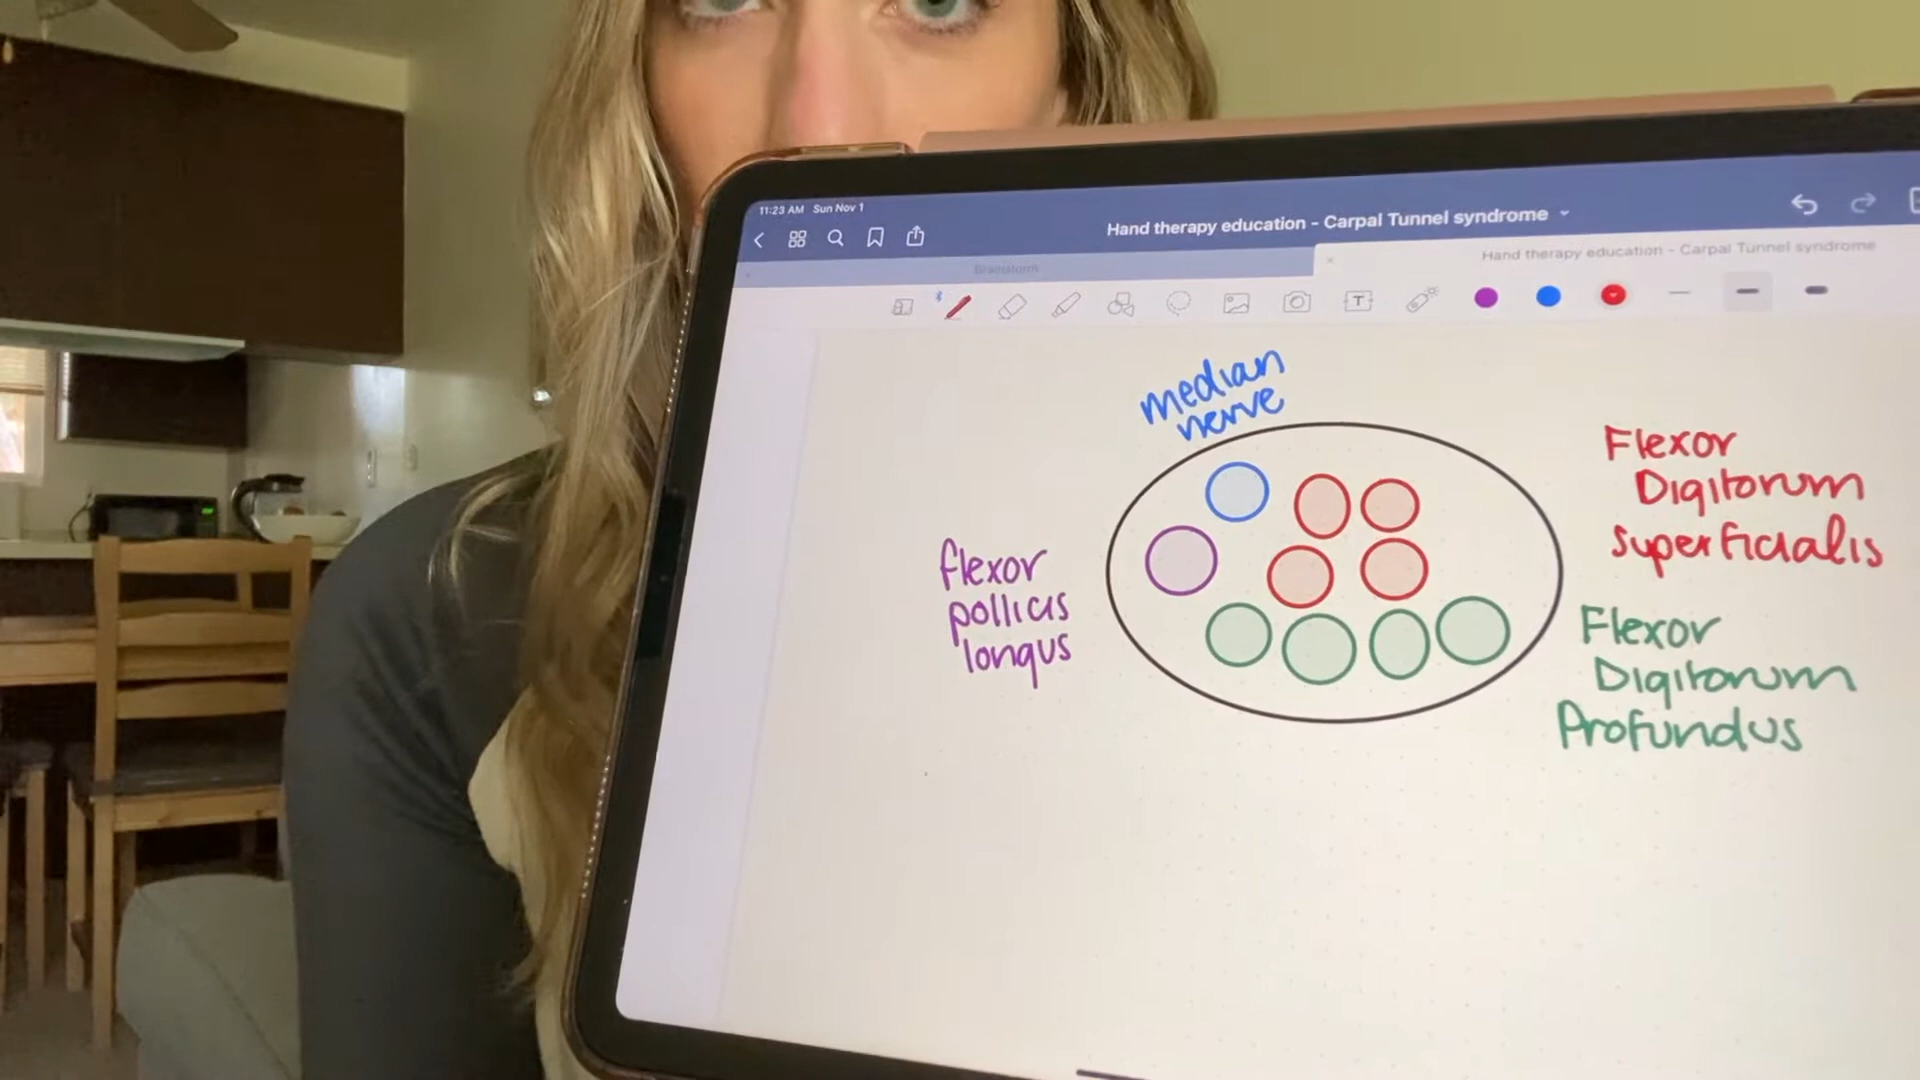 11:23 AM Sun Nov 1
Hand therapy education - Carpal Tunnel syndrome
Brainstorm
Hand therapy education - Carpal Tunnel syndrome
T
median
nerve
Flexor
Digitorum
Superficialis
flexor
pollicis
longus
Flexor
Digitorum
Profundus